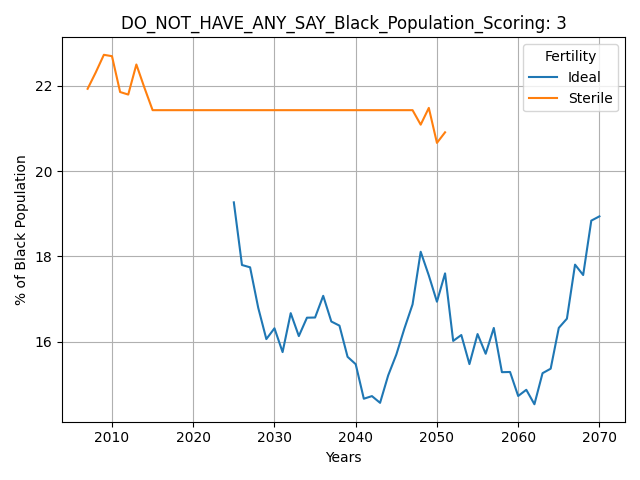 DO_NOT_HAVE_ANY_SAY_Black_Population_Scoring: 3
Fertility
Ideal
Sterile
% of Black Population
22
20
18
16
2010 2020 2030 2040 2050 2060 2070
Years